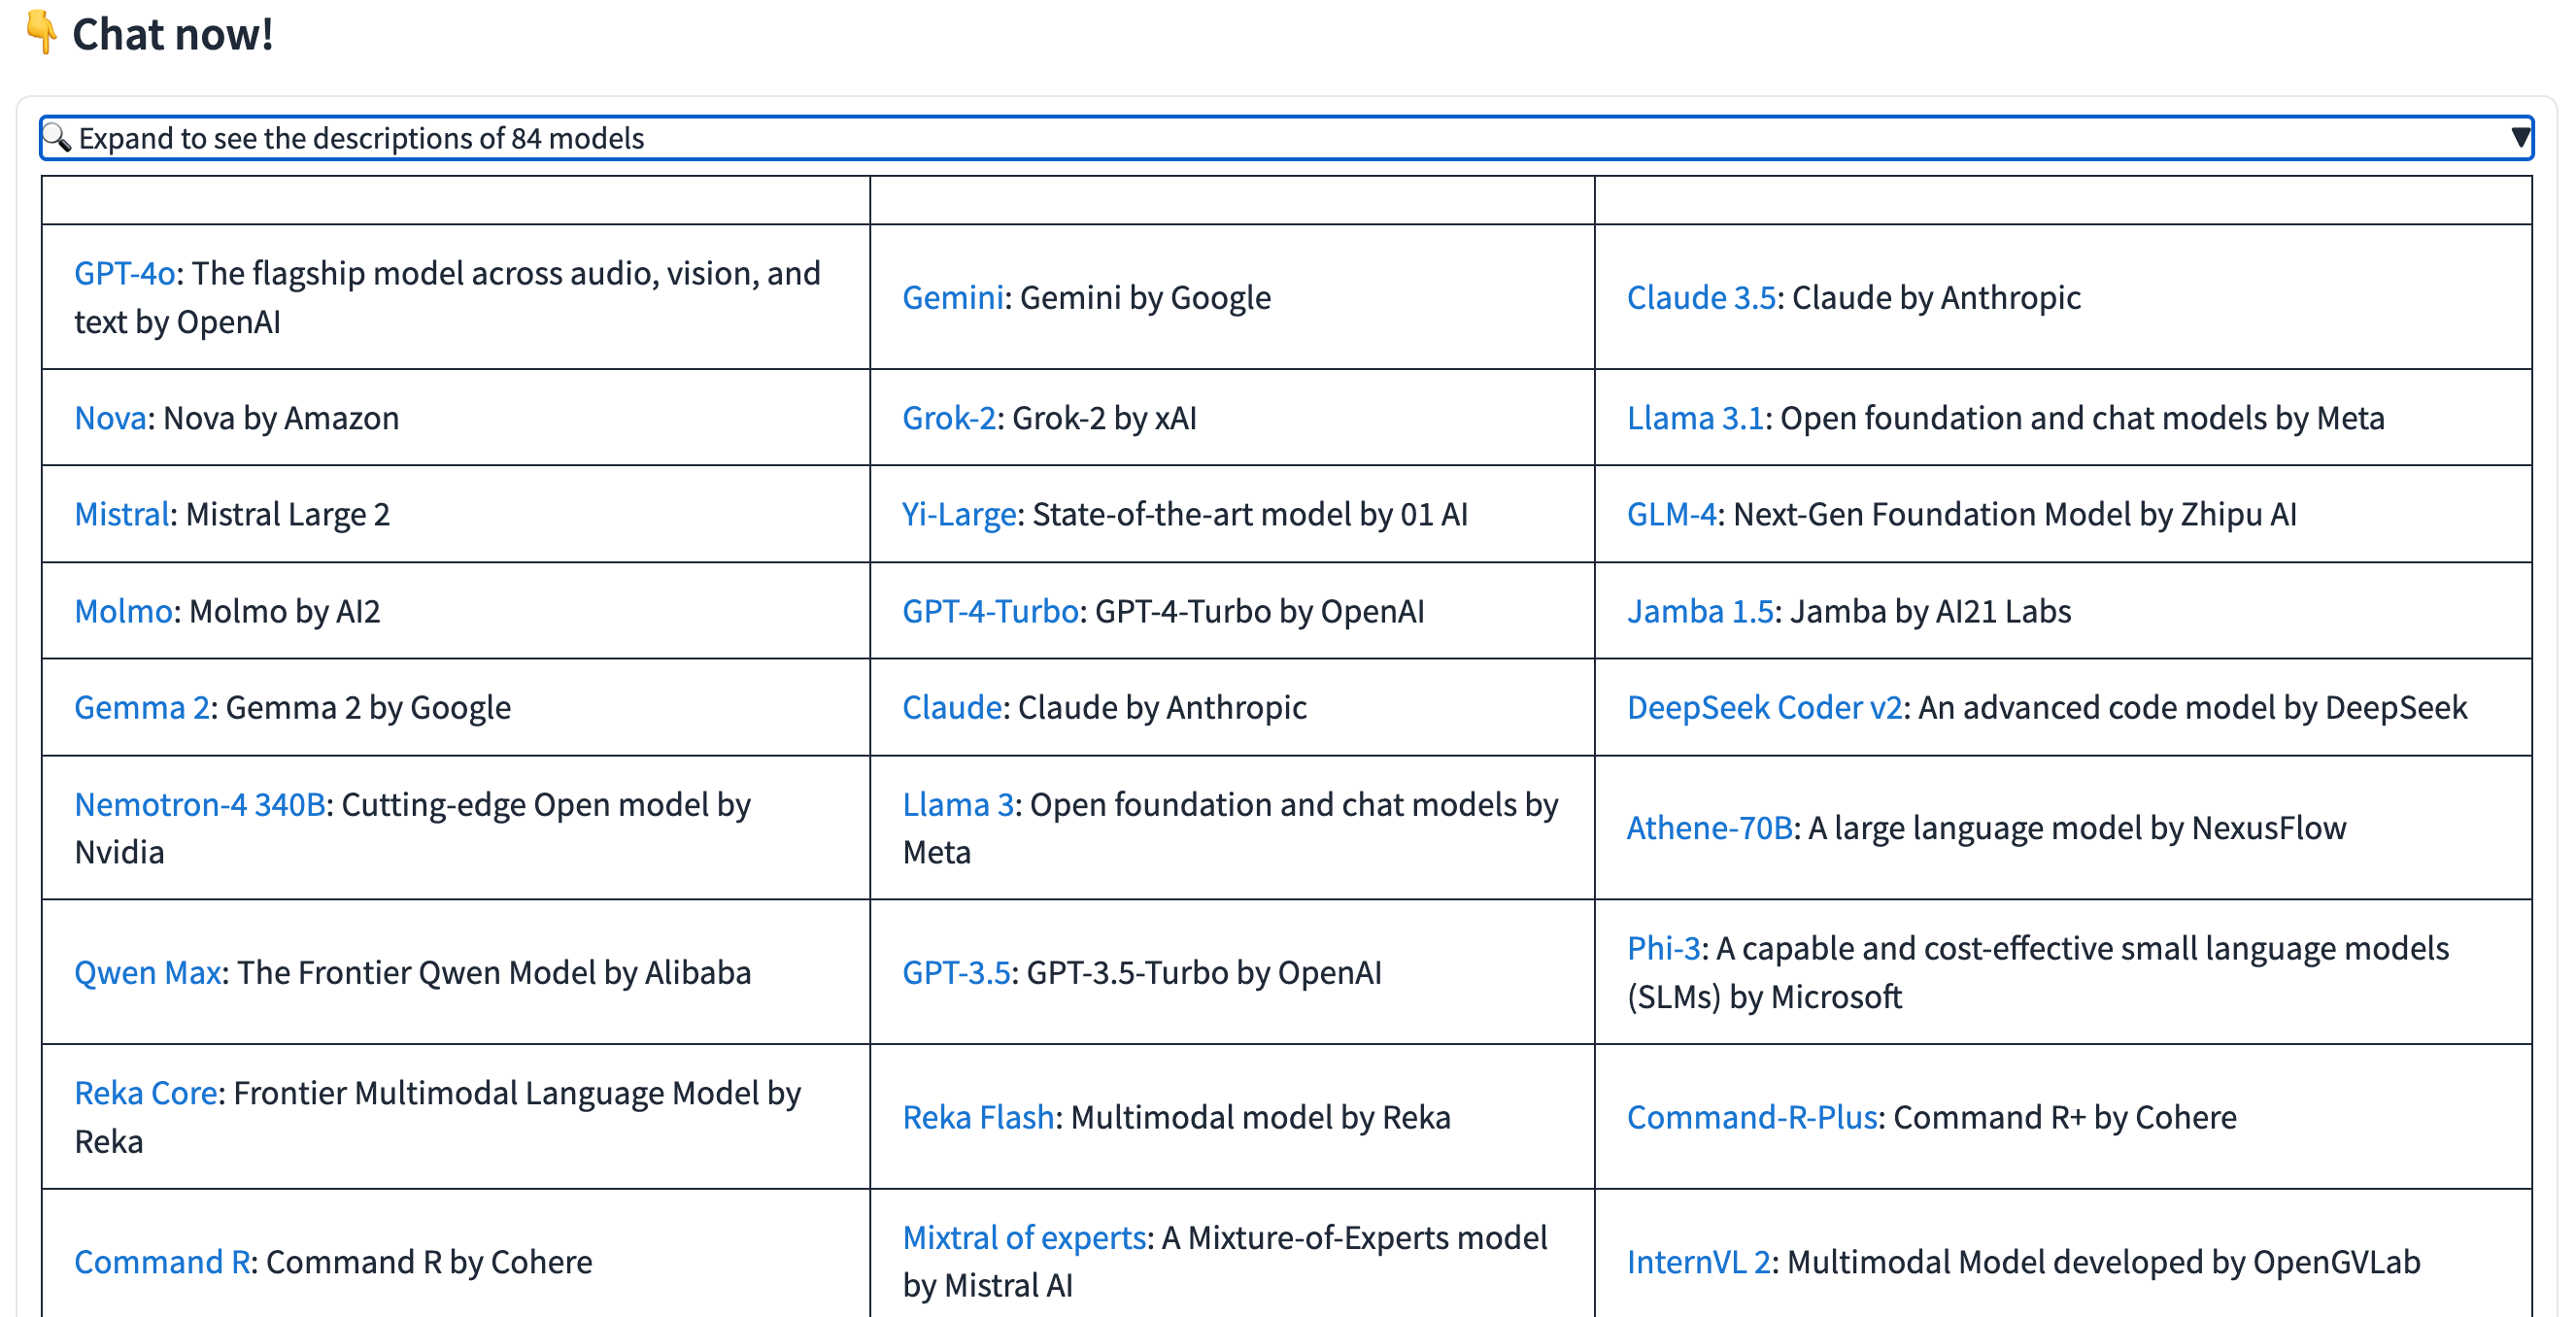 👇 Chat now!
🔍 Expand to see the descriptions of 84 models ▼
GPT-4o: The flagship model across audio, vision, and
text by OpenAI
Gemini: Gemini by Google
Claude 3.5: Claude by Anthropic
Nova: Nova by Amazon
Grok-2: Grok-2 by xAI
Llama 3.1: Open foundation and chat models by Meta
Mistral: Mistral Large 2
Yi-Large: State-of-the-art model by 01 AI
GLM-4: Next-Gen Foundation Model by Zhipu AI
Molmo: Molmo by AI2
GPT-4-Turbo: GPT-4-Turbo by OpenAI
Jamba 1.5: Jamba by AI21 Labs
Gemma 2: Gemma 2 by Google
Claude: Claude by Anthropic
DeepSeek Coder v2: An advanced code model by DeepSeek
Nemotron-4 340B: Cutting-edge Open model by
Nvidia
Llama 3: Open foundation and chat models by
Meta
Athene-70B: A large language model by NexusFlow
Qwen Max: The Frontier Qwen Model by Alibaba
GPT-3.5: GPT-3.5-Turbo by OpenAI
Phi-3: A capable and cost-effective small language models
(SLMs) by Microsoft
Reka Core: Frontier Multimodal Language Model by
Reka
Reka Flash: Multimodal model by Reka
Command-R-Plus: Command R+ by Cohere
Command R: Command R by Cohere
Mixtral of experts: A Mixture-of-Experts model
by Mistral AI
InternVL 2: Multimodal Model developed by OpenGVLab